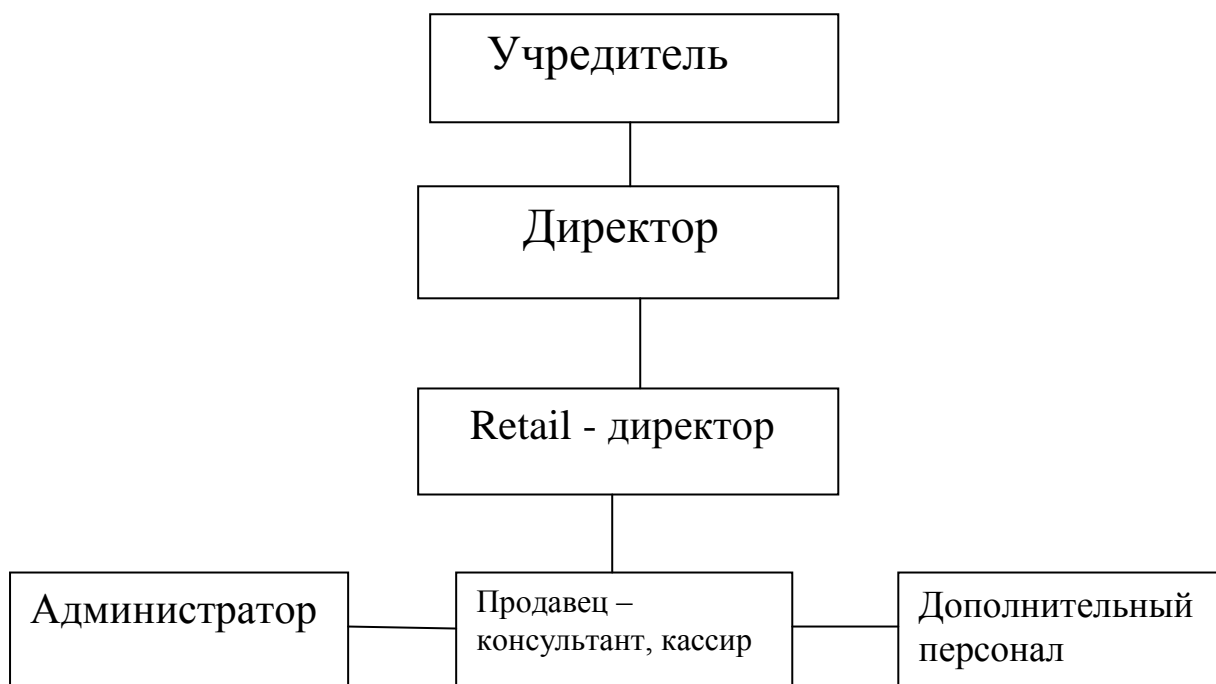 Учредитель
Директор
Retail - директор
Администратор
Продавец –
консультант, кассир
Дополнительный
персонал